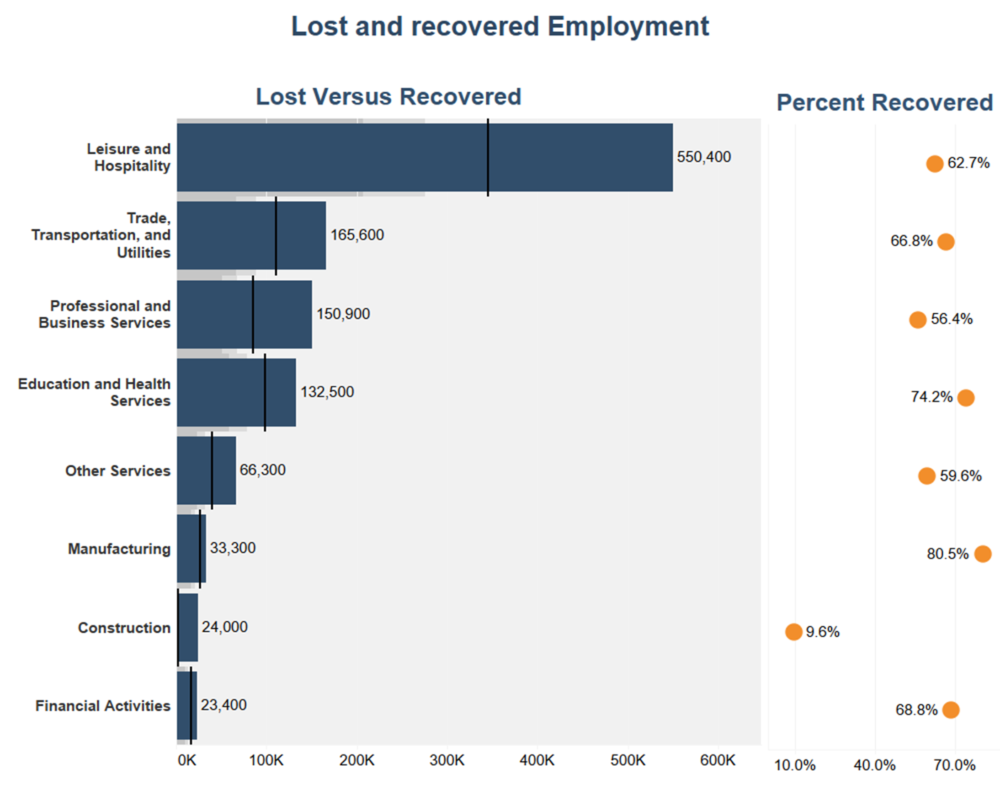 Lost and recovered Employment
Lost Versus Recovered
Percent Recovered
Leisure and
Hospitality
550,400
62.7%
Trade,
Transportation, and
Utilities
165,600
66.8%
Professional and
Business Services
150,900
56.4%
Education and Health
Services
132,500
74.2%
Other Services
66,300
59.6%
Manufacturing
33,300
80.5%
Construction
24,000
9.6%
Financial Activities
23,400
68.8%
0K 100K 200K 300K 400K 500K 600K
10.0% 40.0% 70.0%